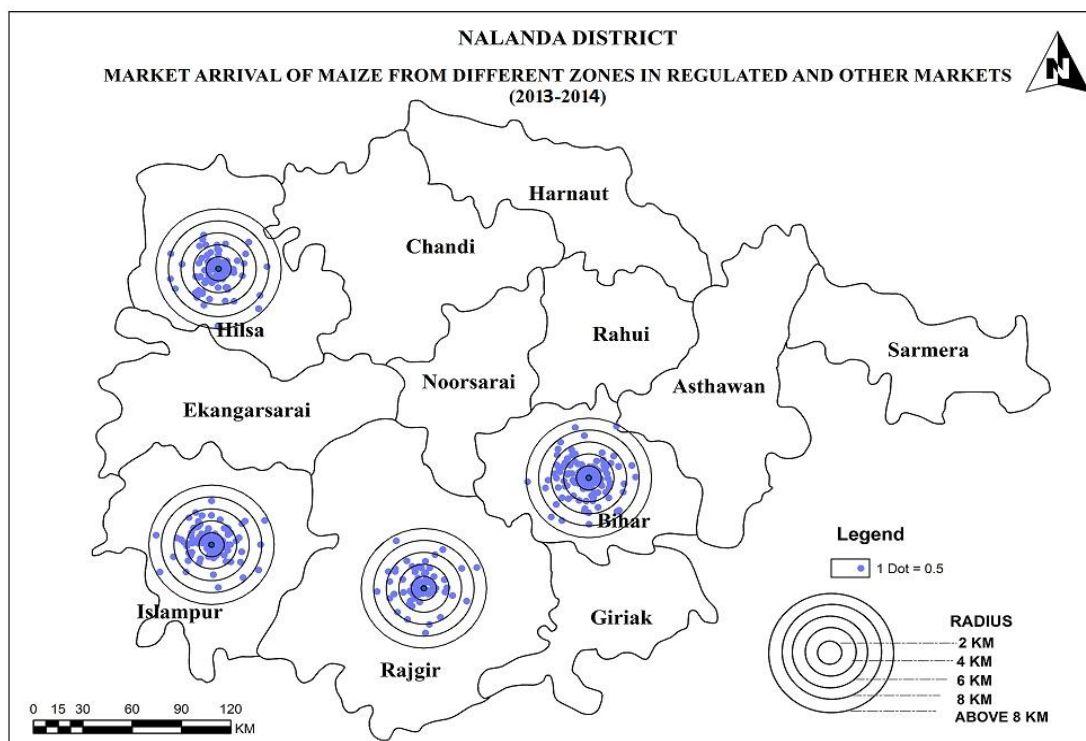 NALANDA DISTRICT
MARKET ARRIVAL OF MAIZE FROM DIFFERENT ZONES IN REGULATED AND OTHER MARKETS
(2013-2014)
N
Harnaut
Chandi
Hilsa
Rahui
Sarmera
Noorsarai
Asthawan
Ekangarsarai
Bihar
Islampur
Giriak
Rajgir
Legend
1 Dot = 0.5
RADIUS
2 KM
4 KM
6 KM
8 KM
ABOVE 8 KM
0 15 30 60 90 120
KM